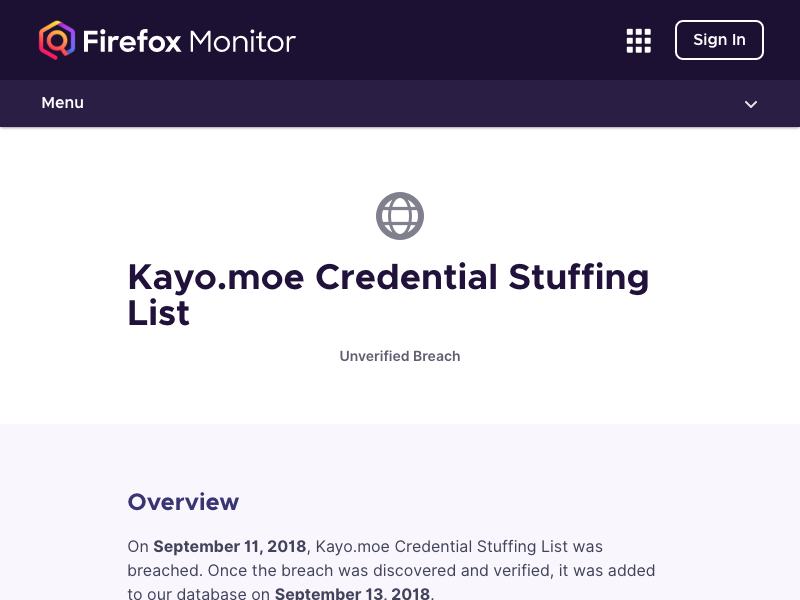 Firefox Monitor
Sign In
Menu
Kayo.moe Credential Stuffing
List
Unverified Breach
Overview
On September 11, 2018, Kayo.moe Credential Stuffing List was
breached. Once the breach was discovered and verified, it was added
to our database on September 13, 2018.